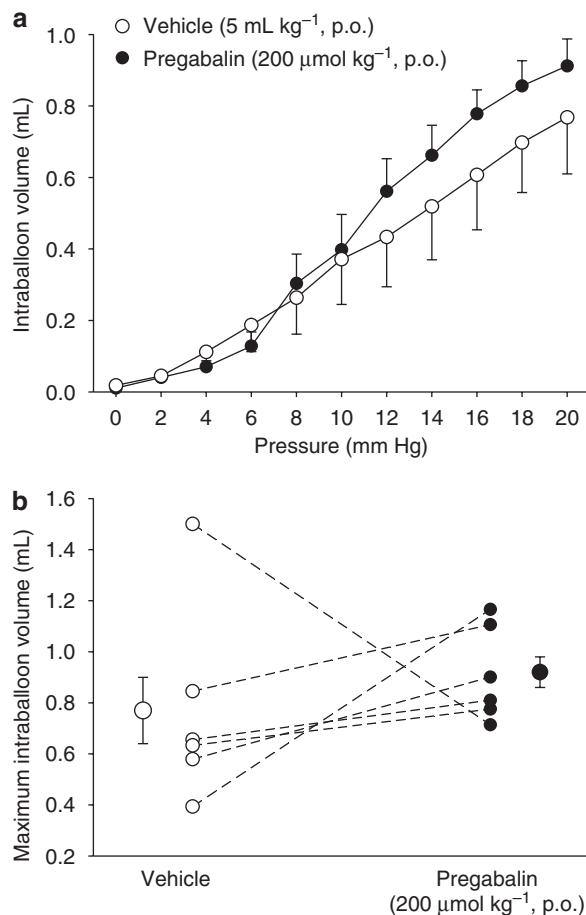 a
Vehicle (5 mL kg⁻¹, p.o.)
Pregabalin (200 μmol kg⁻¹, p.o.)
Intraballoon volume (mL)
1.0
0.8
0.6
0.4
0.2
0.0
0 2 4 6 8 10 12 14 16 18 20
Pressure (mm Hg)
b
Maximum intraballoon volume (mL)
1.6
1.4
1.2
1.0
0.8
0.6
0.4
0.2
Vehicle Pregabalin
(200 μmol kg⁻¹, p.o.)